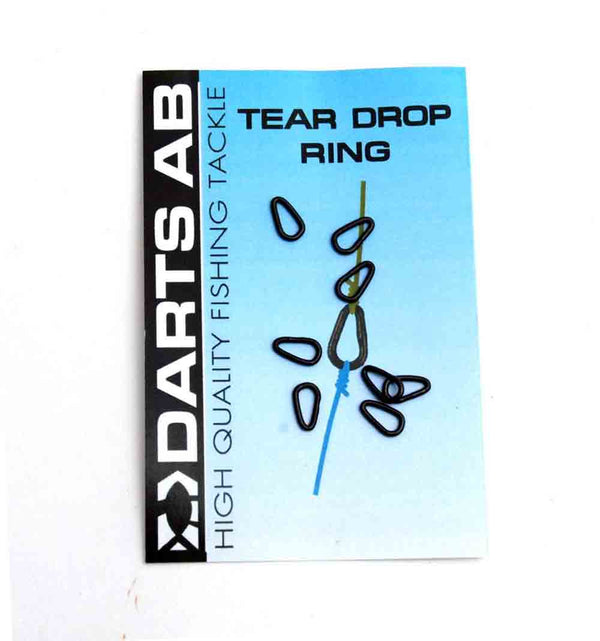 DARTS AB
HIGH QUALITY FISHING TACKLE
TEAR DROP
RING